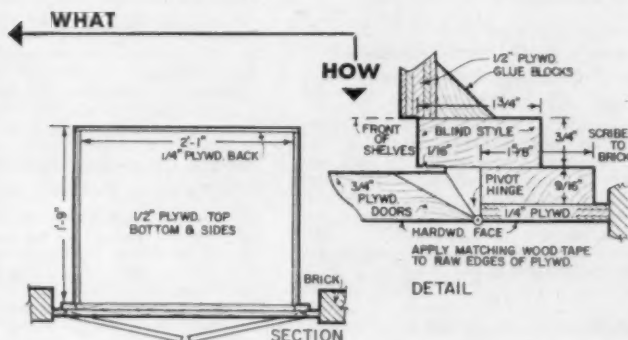 WHAT
HOW
2'-1"
1/4" PLYWD. BACK
1'-9"
1/2" PLYWD. TOP
BOTTOM & SIDES
BRICK
SECTION
1/2" PLYWD.
GLUE BLOCKS
1 3/4"
FRONT
OF
SHELVES
BLIND STYLE
1/16"
1 5/8"
3/4"
SCRIBE
TO
BRICK
3/4"
PLYWD.
DOORS
PIVOT
HINGE
9/16"
1/4" PLYWD.
HARDWD. FACE
APPLY MATCHING WOOD TAPE
TO RAW EDGES OF PLYWD.
DETAIL